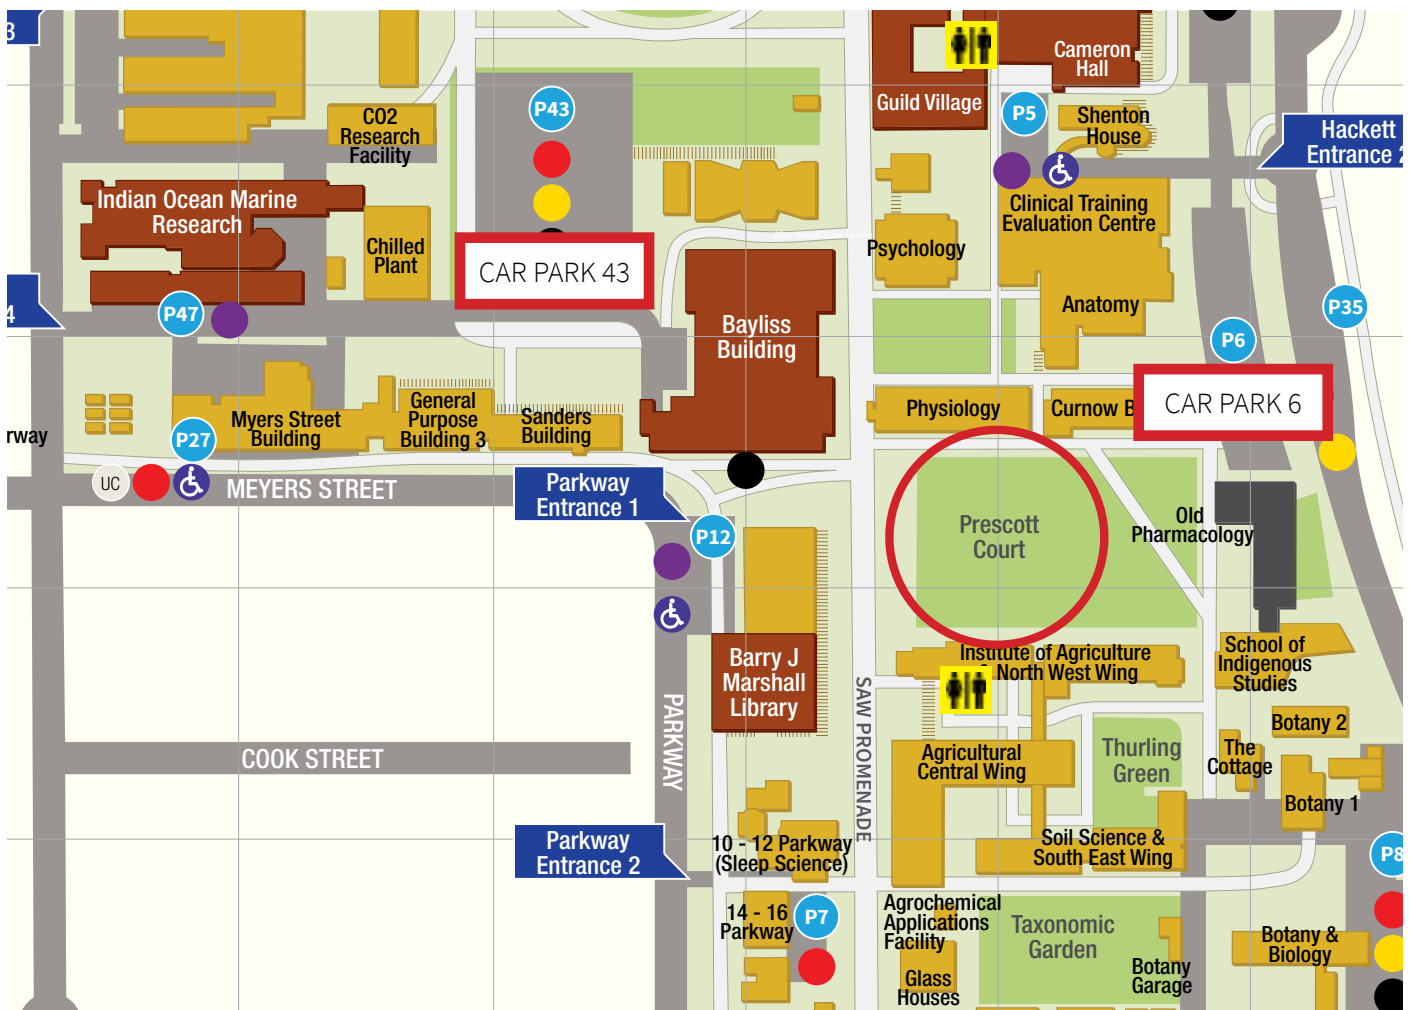 3
Cameron
Hall
Guild Village
P43
P5
CO2
Research
Facility
Shenton
House
Hackett
Entrance 2
Indian Ocean Marine
Research
Clinical Training
Evaluation Centre
Chilled
Plant
Psychology
CAR PARK 43
4
P47
Bayliss
Building
Anatomy
P35
P6
Myers Street
Building
General
Purpose
Building 3
Sanders
Building
Physiology
Curnow B
CAR PARK 6
rway
P27
UC
MEYERS STREET
Parkway
Entrance 1
P12
Prescott
Court
Old
Pharmacology
Barry J
Marshall
Library
Institute of Agriculture
North West Wing
School of
Indigenous
Studies
PARKWAY
SAW PROMENADE
COOK STREET
Agricultural
Central Wing
Thurling
Green
The
Cottage
Botany 2
Botany 1
Parkway
Entrance 2
10 - 12 Parkway
(Sleep Science)
Soil Science &
South East Wing
P8
14 - 16
Parkway
P7
Agrochemical
Applications
Facility
Taxonomic
Garden
Botany &
Biology
Glass
Houses
Botany
Garage